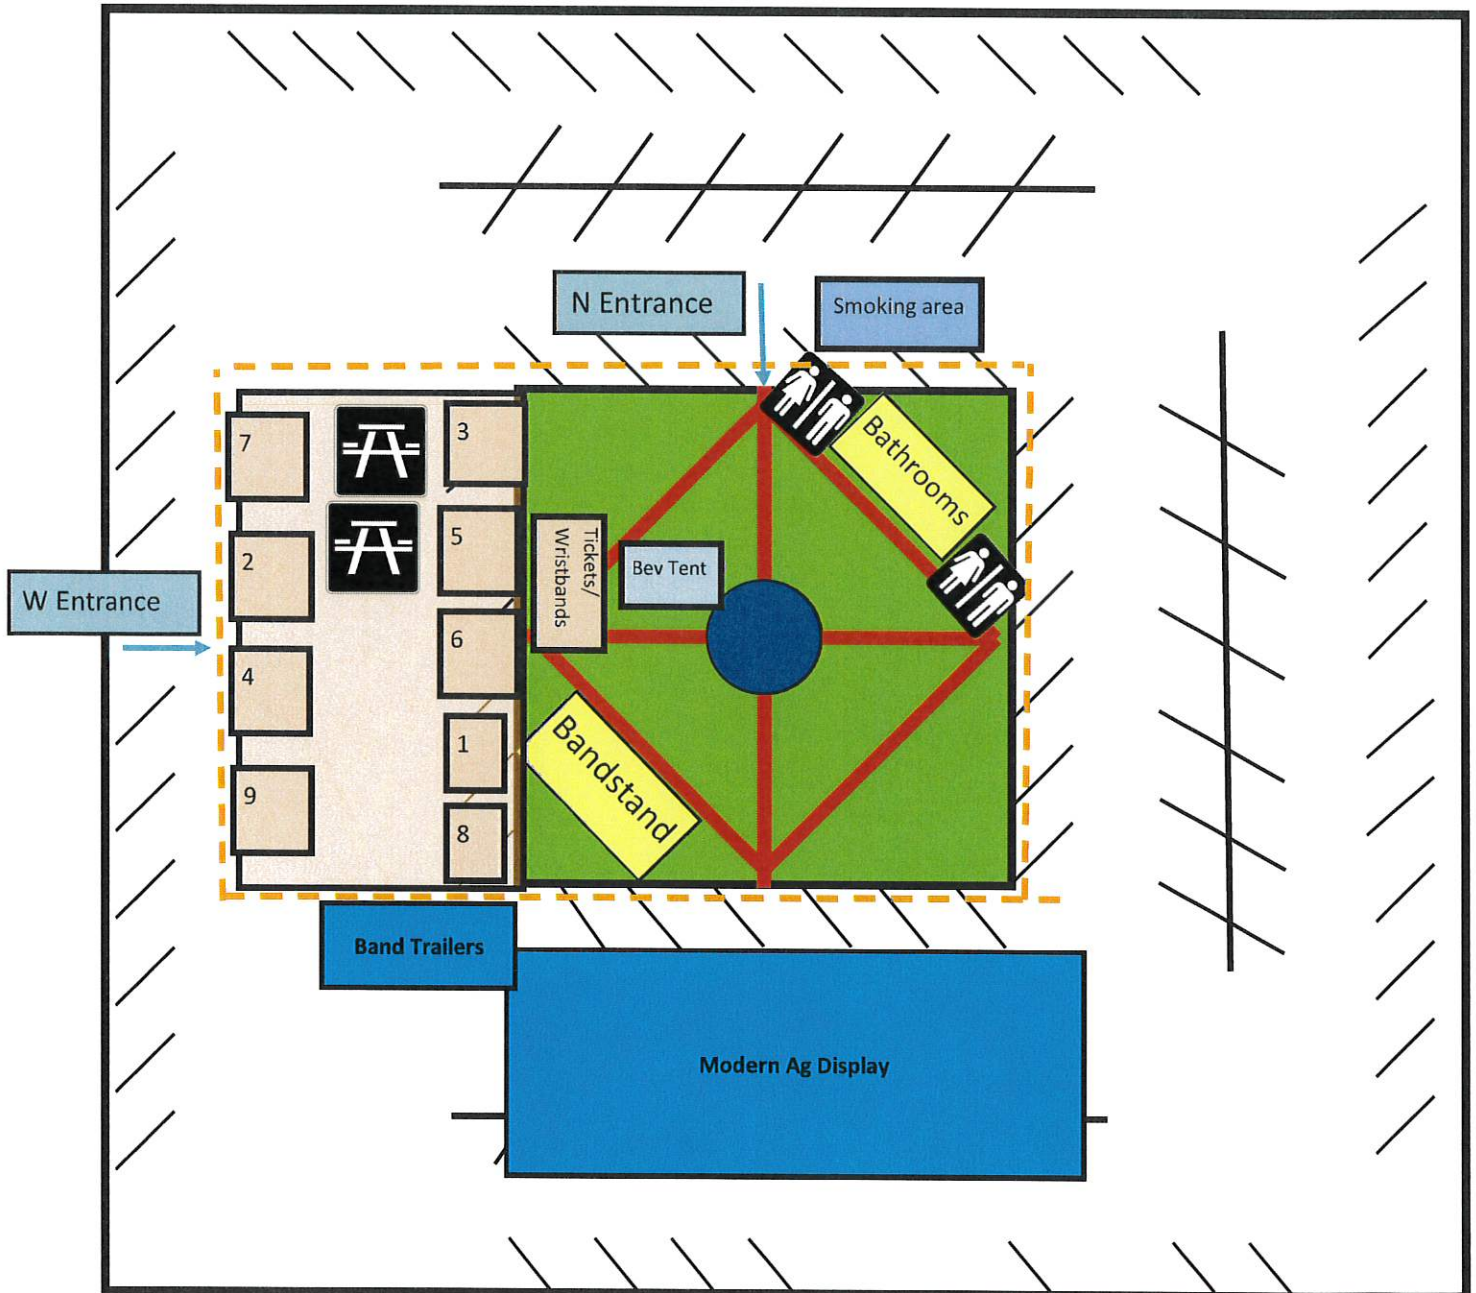 N Entrance
Smoking area
7
3
Bathrooms
2
5
Tickets/
Wristbands
Bev Tent
W Entrance
4
6
9
1
8
Bandstand
Band Trailers
Modern Ag Display